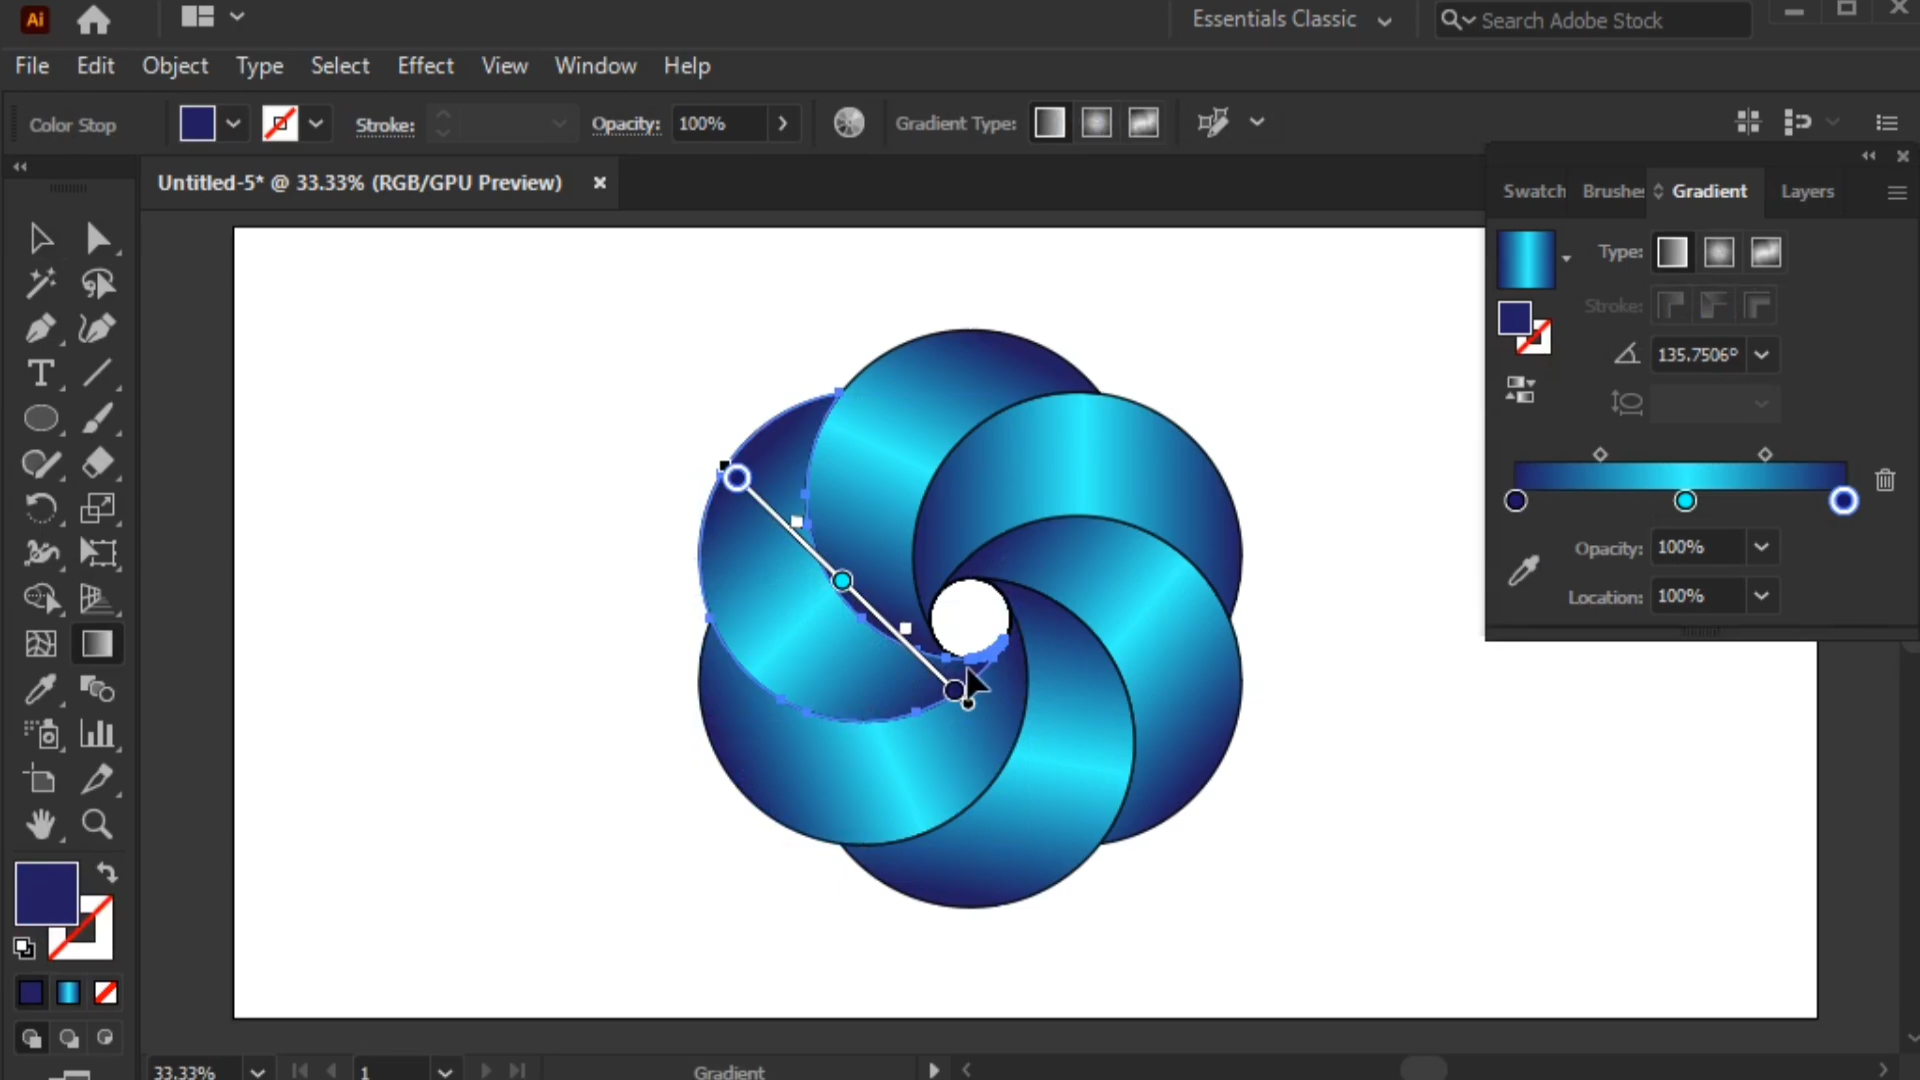 Ai
Essentials Classic
Search Adobe Stock
File Edit Object Type Select Effect View Window Help
Color Stop
Stroke:
Opacity: 100%
Gradient Type:
Untitled-5* @ 33.33% (RGB/GPU Preview)
Swatch Brushes Gradient Layers
Type:
Stroke:
135.7506°
Opacity: 100%
Location: 100%
33.33%
1
Gradient